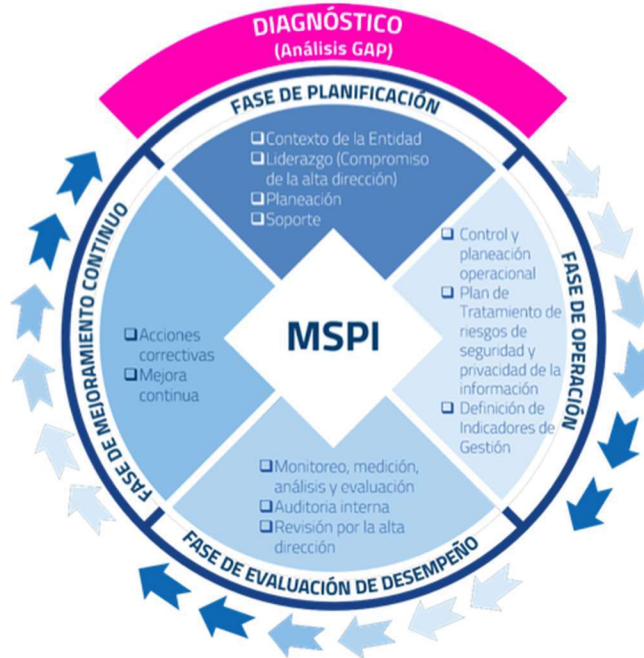 DIAGNÓSTICO
(Análisis GAP)
FASE DE PLANIFICACIÓN
❑Contexto de la Entidad
❑Liderazgo (Compromiso
de la alta dirección)
❑Planeación
❑Soporte
FASE DE OPERACIÓN
❑ Control y
planeación
operacional
❑ Plan de
Tratamiento de
riesgos de
seguridad y
privacidad de la
información
❑ Definición de
Indicadores de
Gestión
MSPI
FASE DE EVALUACIÓN DE DESEMPEÑO
❑Monitoreo, medición,
análisis y evaluación
❑Auditoria interna
❑Revisión por la alta
dirección
FASE DE MEJORAMIENTO CONTINUO
❑Acciones
correctivas
❑Mejora
continua